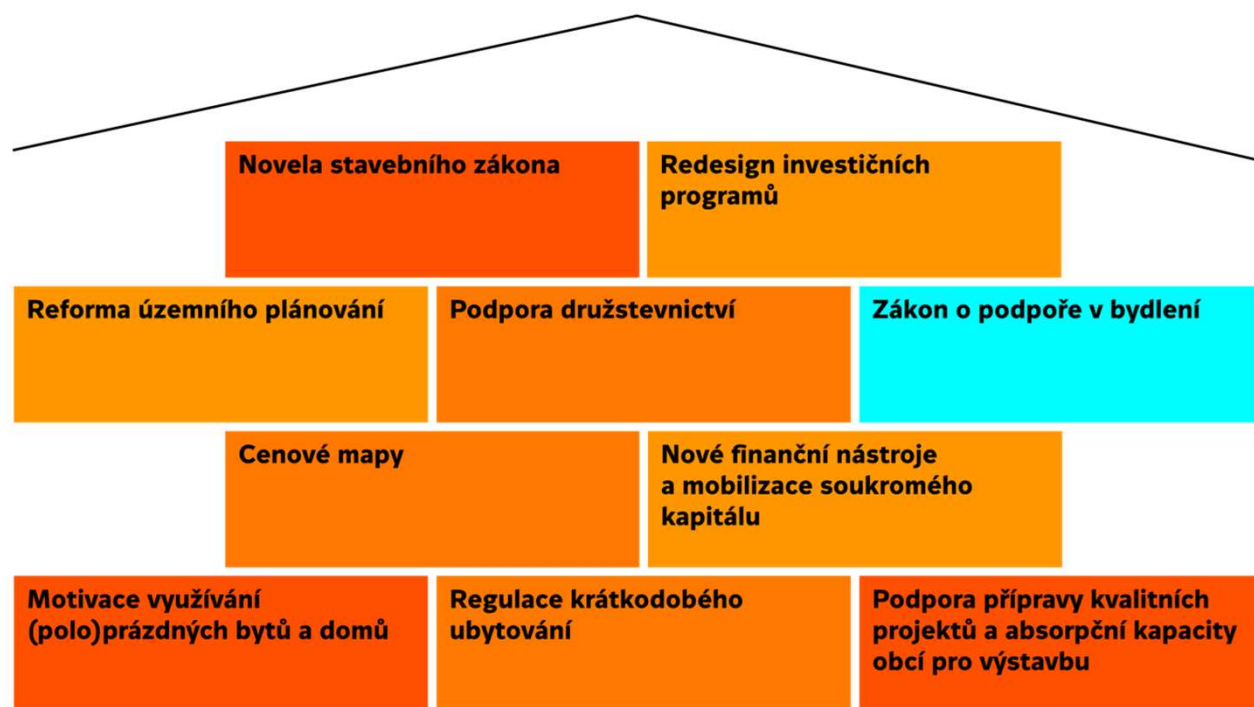 Novela stavebního zákona
Redesign investičních
programů
Reforma územního plánování
Podpora družstevnictví
Zákon o podpoře v bydlení
Cenové mapy
Nové finanční nástroje
a mobilizace soukromého
kapitálu
Motivace využívání
(polo)prázdných bytů a domů
Regulace krátkodobého
ubytování
Podpora přípravy kvalitních
projektů a absorpční kapacity
obcí pro výstavbu